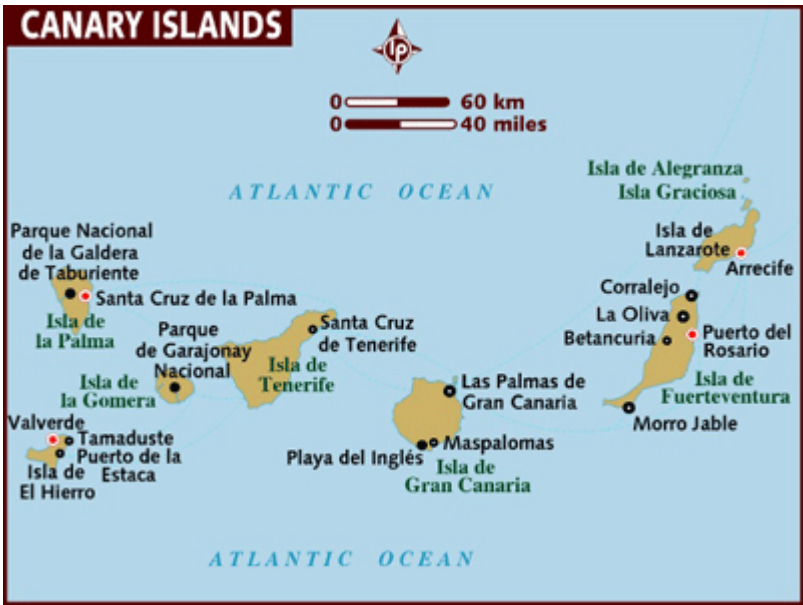 CANARY ISLANDS
LP
0 60 km
0 40 miles
ATLANTIC OCEAN
Isla de Alegranza
Isla Graciosa
Isla de
Lanzarote
Arrecife
Parque Nacional
de la Galdera
de Taburiente
Santa Cruz de la Palma
Isla de
la Palma
Corralejo
La Oliva
Betancuria
Puerto del
Rosario
Isla de
Fuerteventura
Morro Jable
Parque
de Garajonay
Nacional
Santa Cruz
de Tenerife
Isla de
Tenerife
Isla de
la Gomera
Las Palmas de
Gran Canaria
Valverde
Tamaduste
Puerto de la
Estaca
Isla de
El Hierro
Playa del Inglés
Maspalomas
Isla de
Gran Canaria
ATLANTIC OCEAN